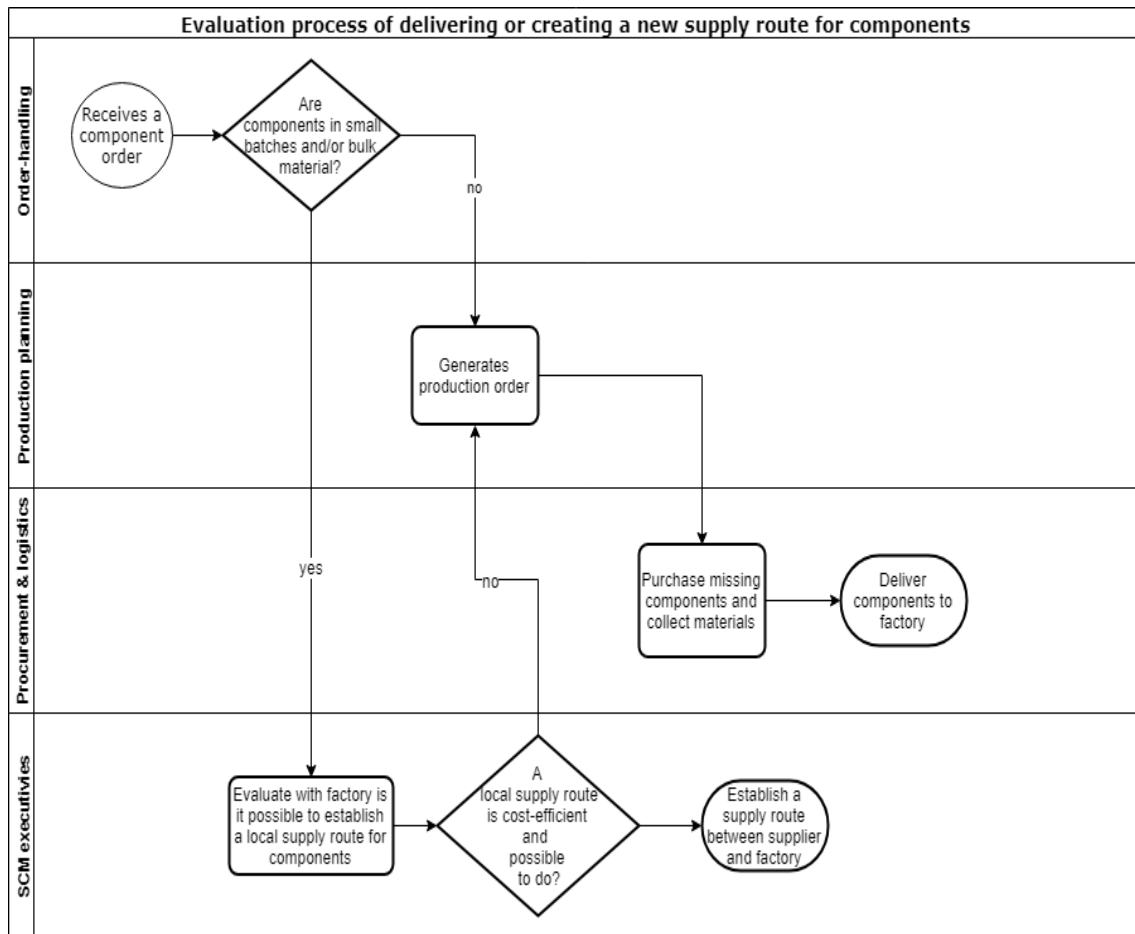 Evaluation process of delivering or creating a new supply route for components
Order-handling
Receives a
component
order
Are
components in small
batches and/or bulk
material?
no
Production planning
Generates
production order
Procurement & logistics
yes
no
Purchase missing
components and
collect materials
Deliver
components to
factory
SCM executivies
Evaluate with factory is
it possible to establish
a local supply route for
components
A
local supply route
is cost-efficient
and
possible
to do?
Establish a
supply route
between supplier
and factory